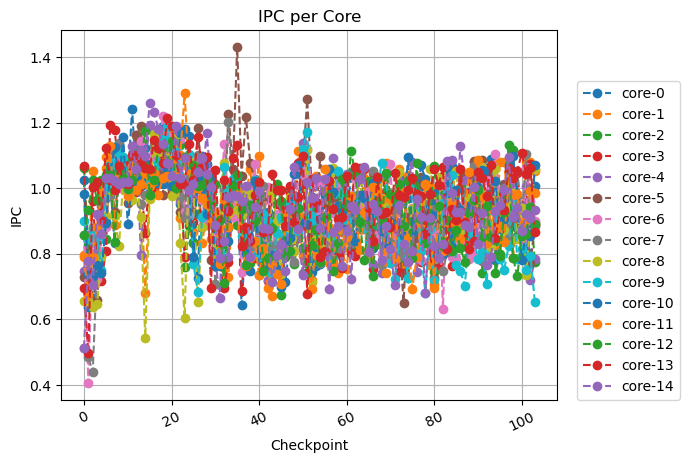 IPC per Core
IPC
1.4
1.2
1.0
0.8
0.6
0.4
0
20
40
60
80
100
Checkpoint
core-0
core-1
core-2
core-3
core-4
core-5
core-6
core-7
core-8
core-9
core-10
core-11
core-12
core-13
core-14